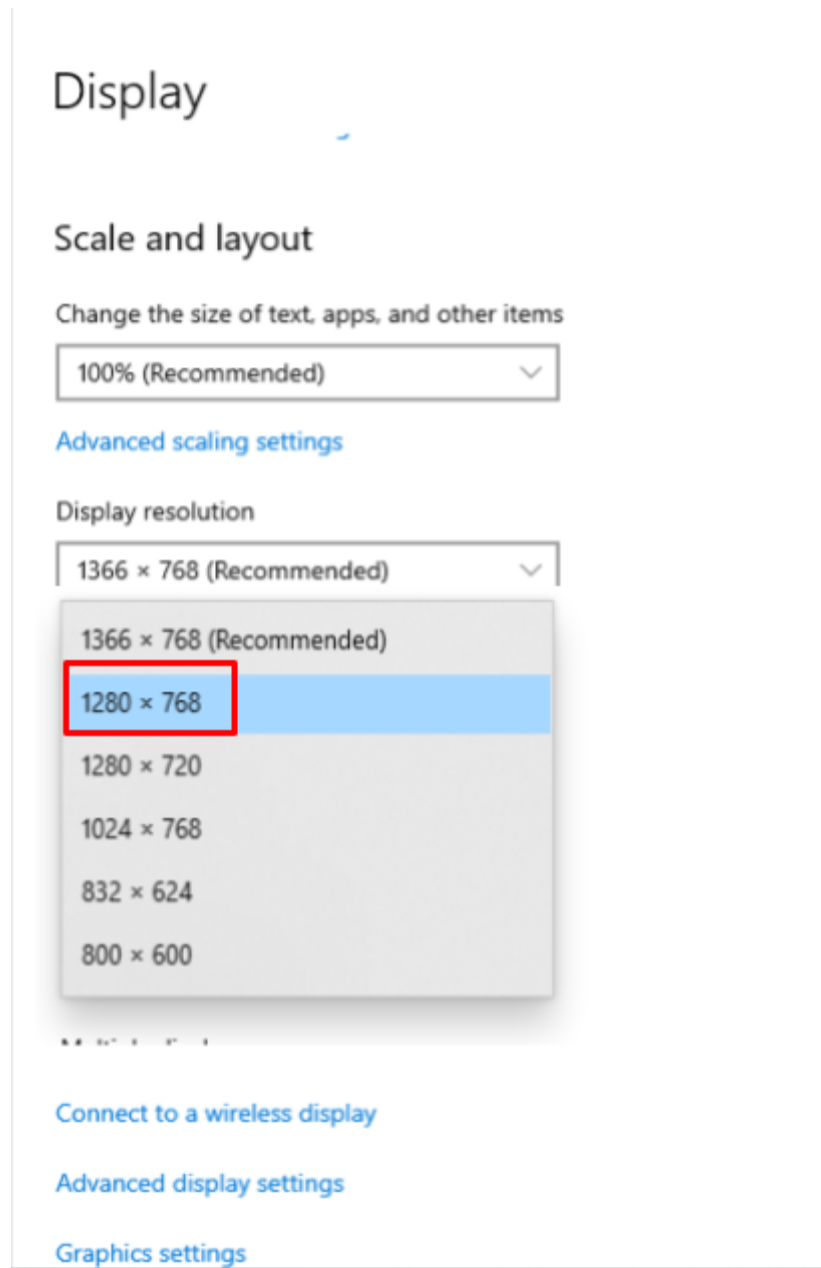 Display
Scale and layout
Change the size of text, apps, and other items
100% (Recommended)
Advanced scaling settings
Display resolution
1366 × 768 (Recommended)
1366 × 768 (Recommended)
1280 × 768
1280 × 720
1024 × 768
832 × 624
800 × 600
Connect to a wireless display
Advanced display settings
Graphics settings